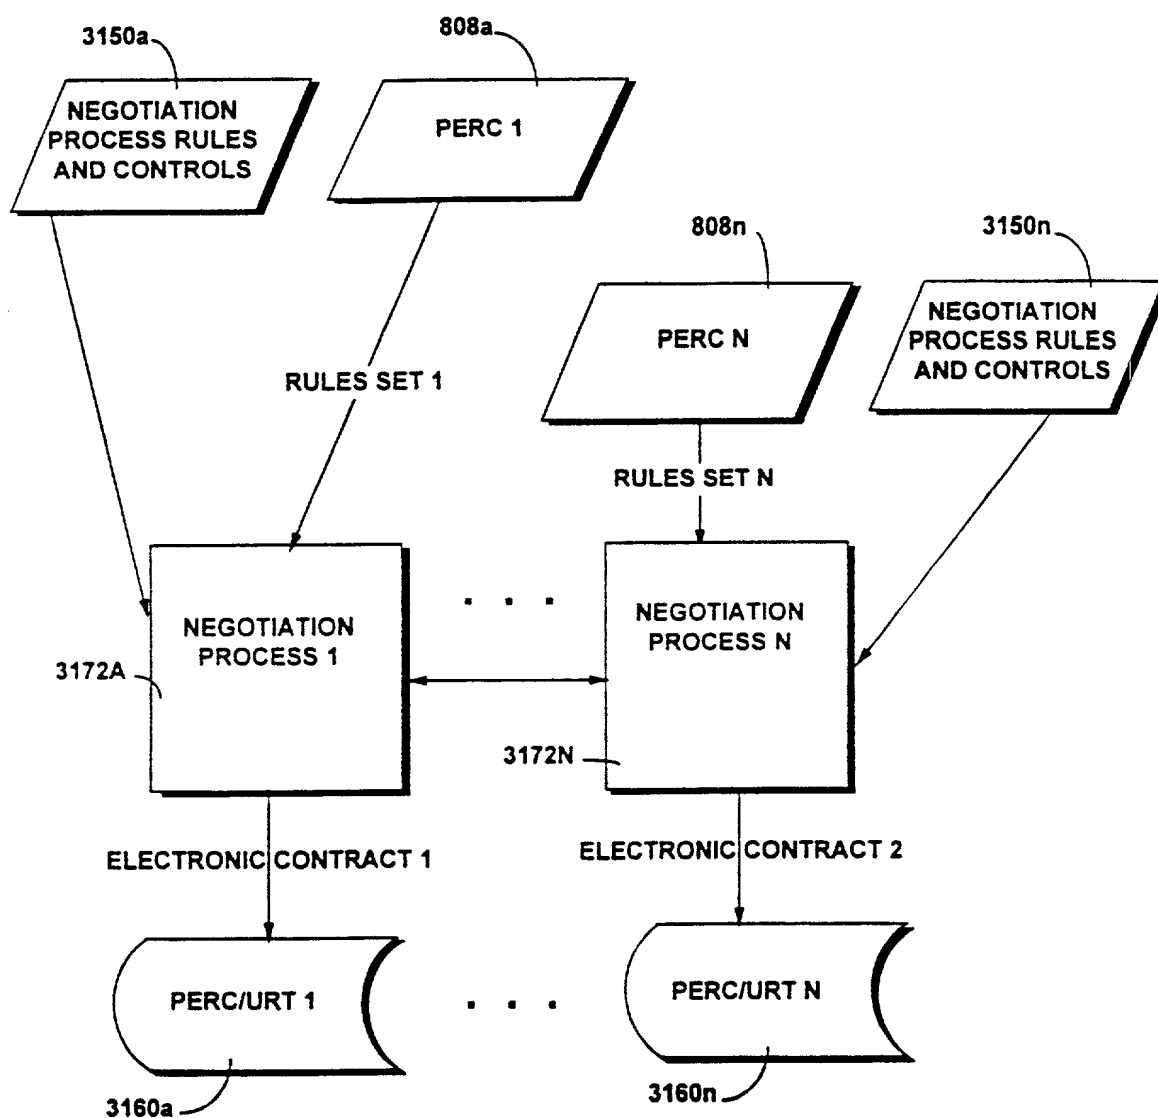 3150a
808a
NEGOTIATION
PROCESS RULES
AND CONTROLS
PERC 1
808n
3150n
PERC N
NEGOTIATION
PROCESS RULES
AND CONTROLS
RULES SET 1
RULES SET N
NEGOTIATION
PROCESS 1
. . .
NEGOTIATION
PROCESS N
3172A
3172N
ELECTRONIC CONTRACT 1
ELECTRONIC CONTRACT 2
PERC/URT 1
. . .
PERC/URT N
3160a
3160n